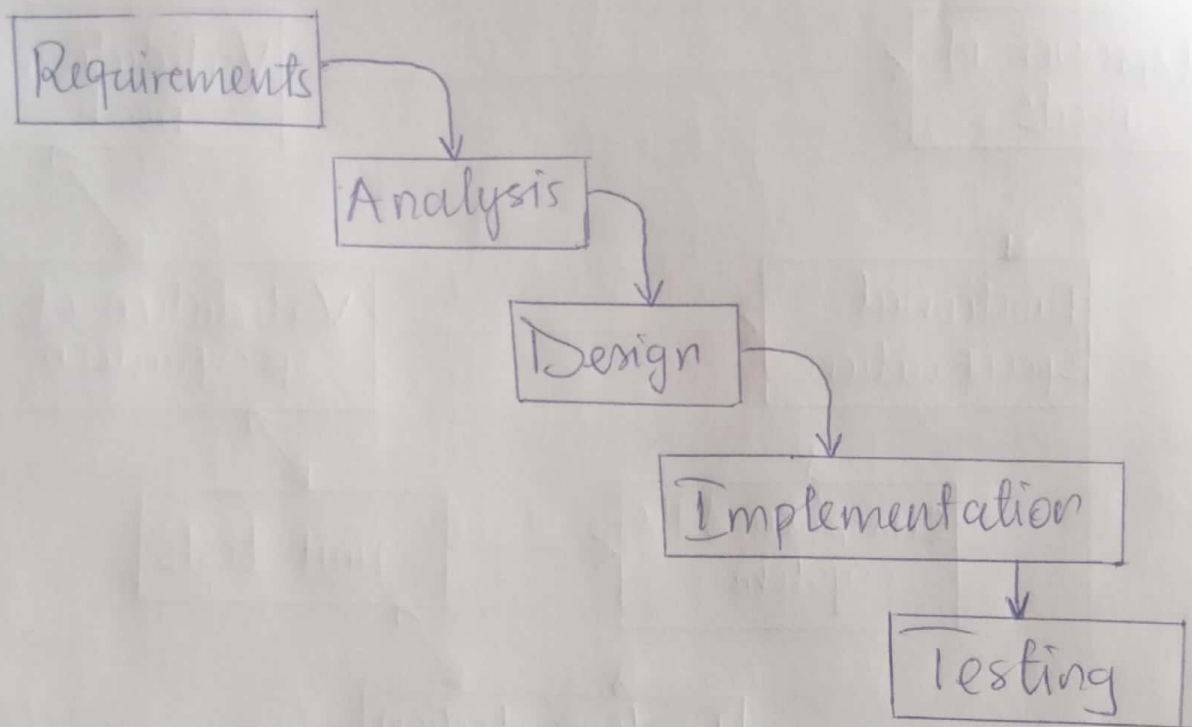 Requirements
Analysis
Design
Implementation
Testing